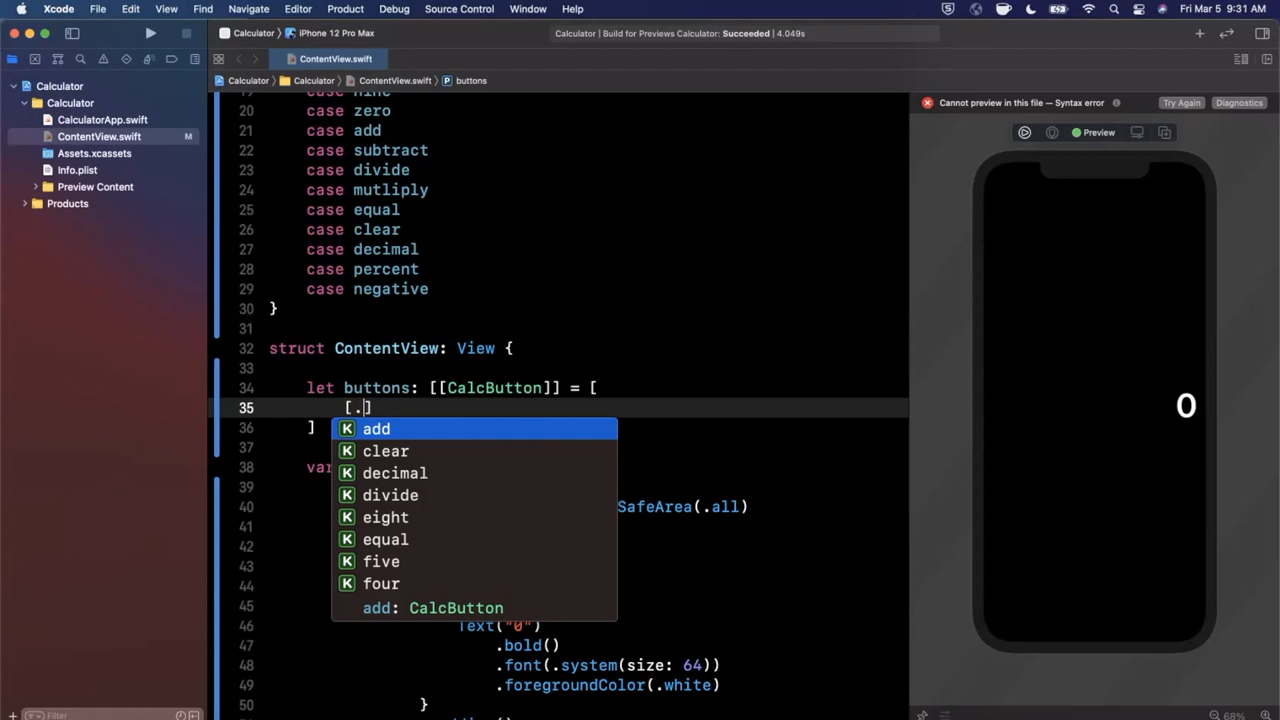 Xcode File Edit View Find Navigate Editor Product Debug Source Control Window Help Fri Mar 5 9:31 AM
Calculator › iPhone 12 Pro Max Calculator | Build for Previews Calculator: Succeeded | 4.049s
ContentView.swift
Calculator › Calculator › ContentView.swift › P buttons
Calculator
Calculator
CalculatorApp.swift
ContentView.swift M
Assets.xcassets
Info.plist
Preview Content
Products
Filter
20 case zero
21 case add
22 case subtract
23 case divide
24 case mutliply
25 case equal
26 case clear
27 case decimal
28 case percent
29 case negative
30 }
31
32 struct ContentView: View {
33
34 let buttons: [[CalcButton]] = [
35 [.]
36 ]
37
38 var
39
40 SafeArea(.all)
41
42
43
44
45
46 Text("0")
47 .bold()
48 .font(.system(size: 64))
49 .foregroundColor(.white)
}
K add
K clear
K decimal
K divide
K eight
K equal
K five
K four
add: CalcButton
Cannot preview in this file — Syntax error Try Again Diagnostics
Preview
0
68%